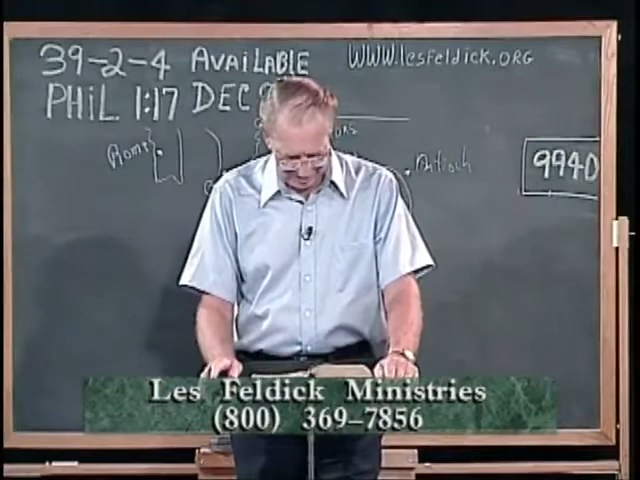 39-2-4 AVAILABLE
WWW.lesfeldick.ORG
PHiL 1:17 DEC
Rome
Antioch
9940
Les Feldick Ministries
(800) 369-7856